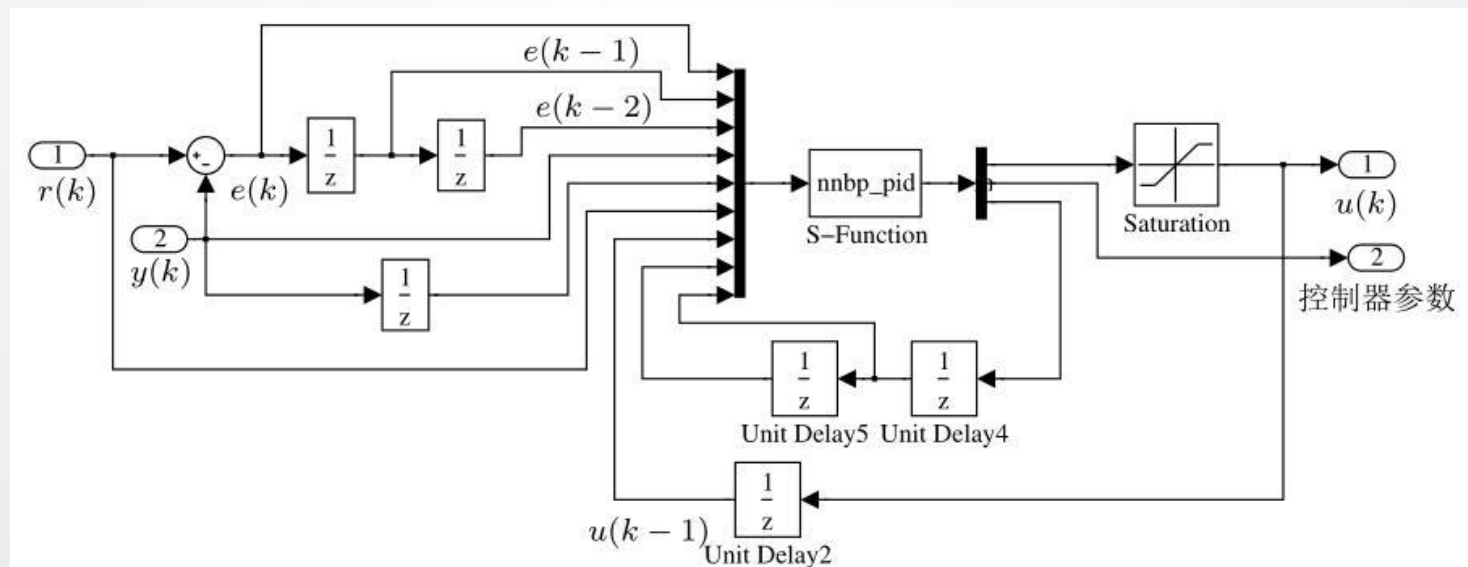 e(k − 1)
e(k − 2)
1
r(k)
+
-
e(k)
1
z
1
z
2
y(k)
1
z
nnbp_pid
S−Function
Saturation
1
u(k)
2
控制器参数
1
z
Unit Delay5
1
z
Unit Delay4
1
z
u(k − 1)
Unit Delay2